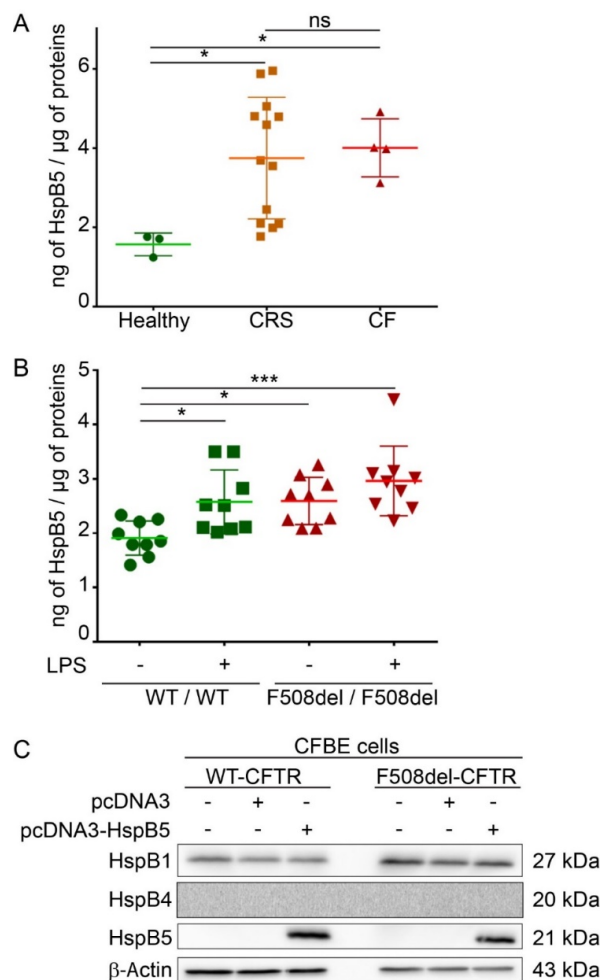 A
ns
*
*
ng of HspB5 / µg of proteins
6
4
2
0
Healthy CRS CF
B
***
*
*
ng of HspB5 / µg of proteins
5
4
3
2
1
0
LPS - + - +
WT / WT F508del / F508del
C
CFBE cells
WT-CFTR F508del-CFTR
pcDNA3 - + - - + -
pcDNA3-HspB5 - - + - - +
HspB1 27 kDa
HspB4 20 kDa
HspB5 21 kDa
β-Actin 43 kDa